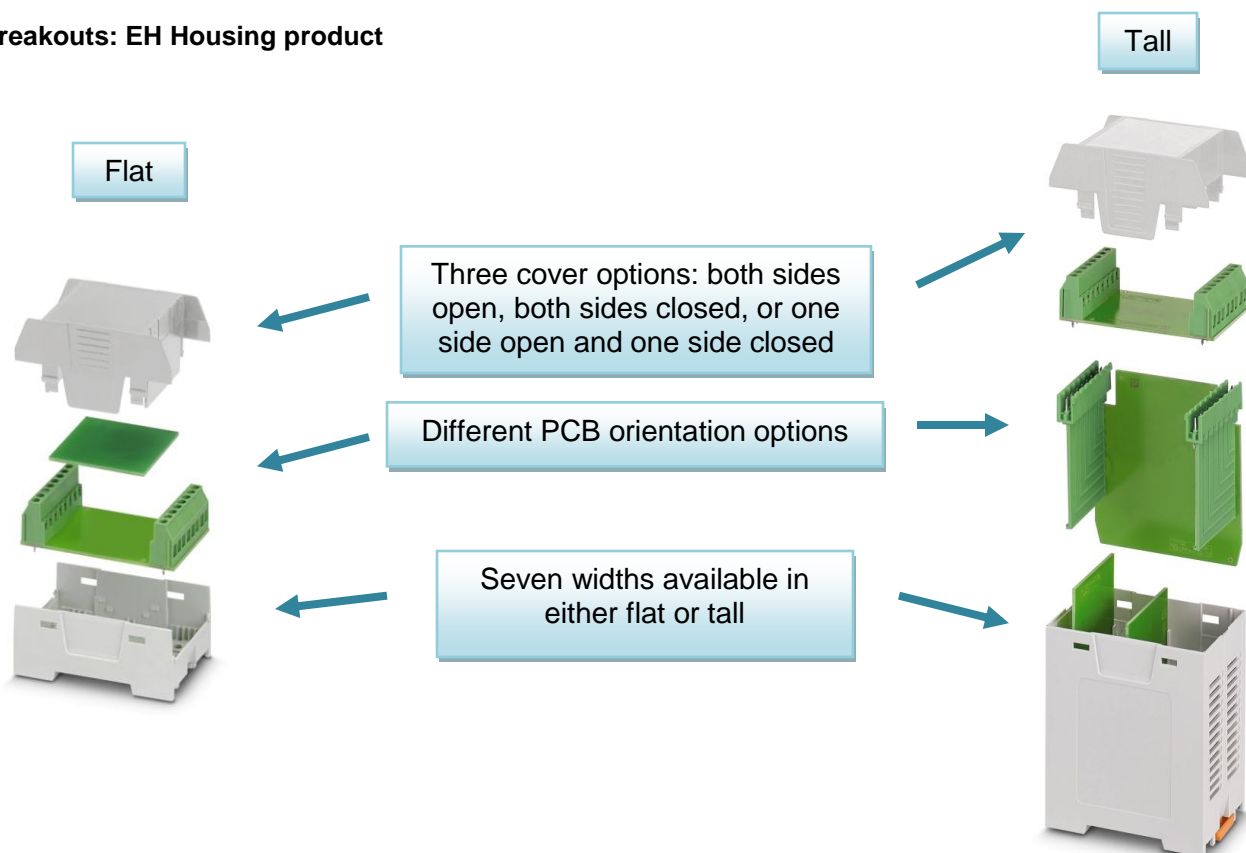 reakouts: EH Housing product
Tall
Flat
Three cover options: both sides
open, both sides closed, or one
side open and one side closed
Different PCB orientation options
Seven widths available in
either flat or tall